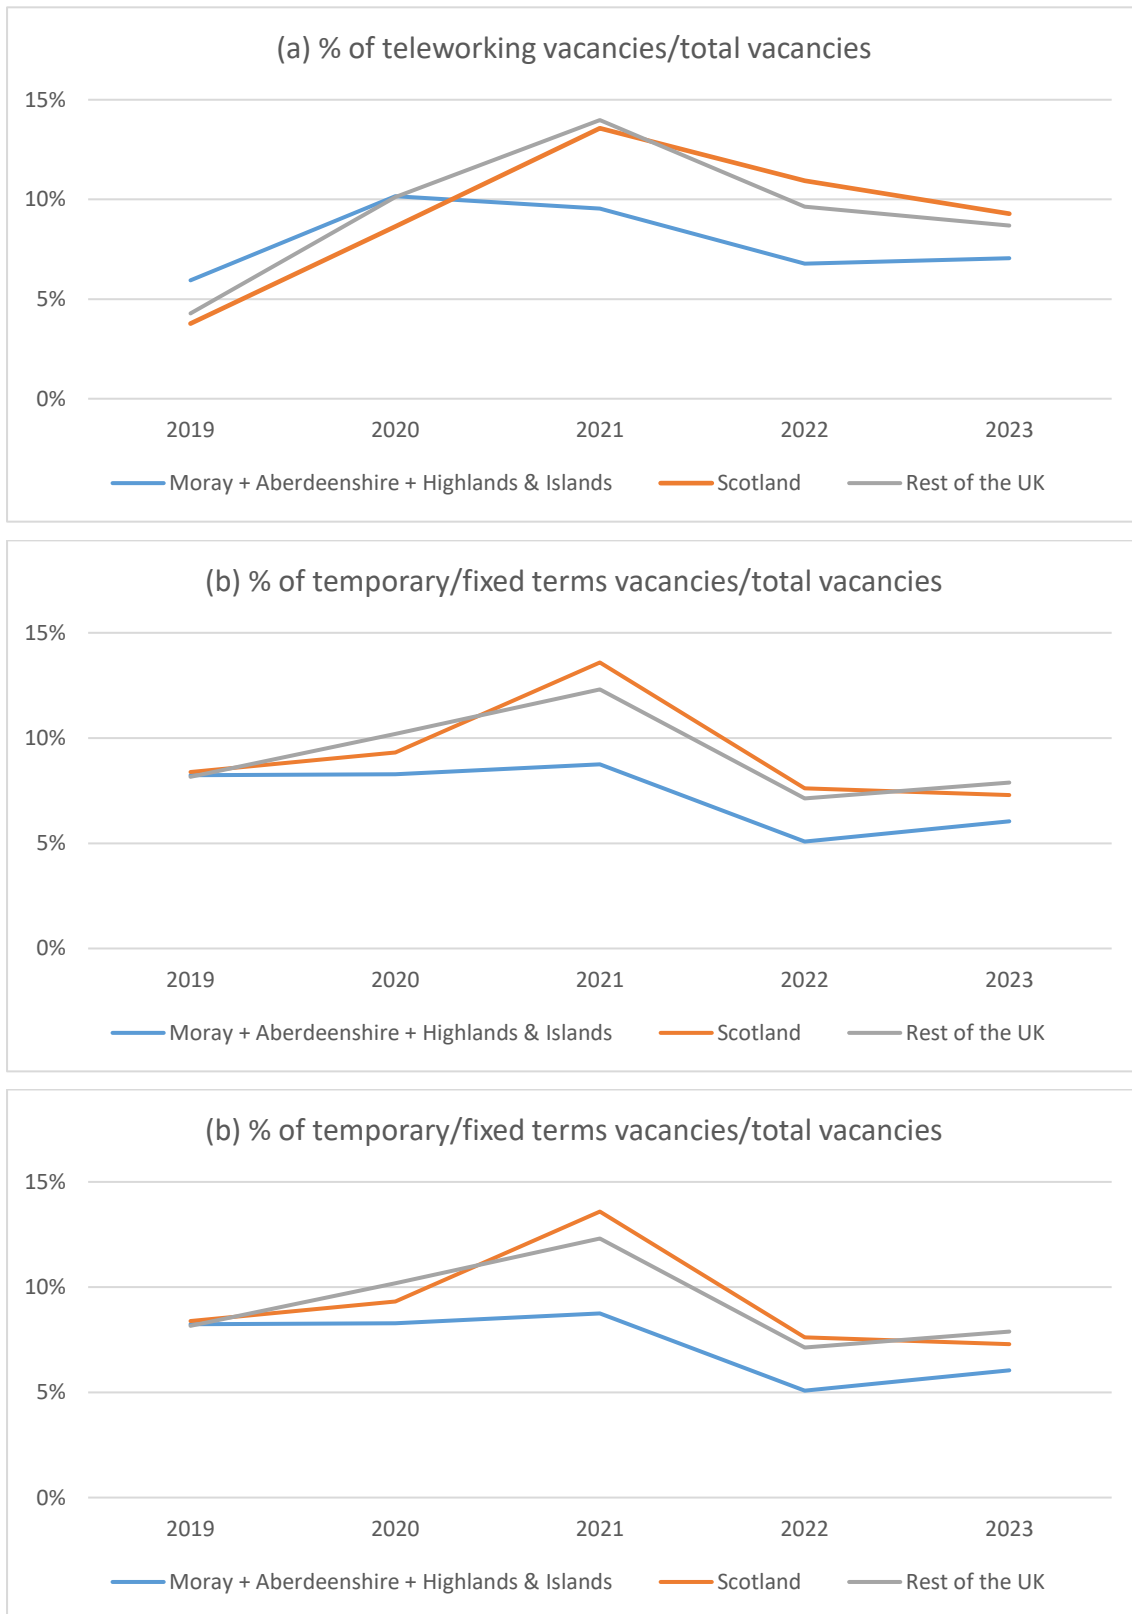 (a) % of teleworking vacancies/total vacancies
15%
10%
5%
0%
2019 2020 2021 2022 2023
Moray + Aberdeenshire + Highlands & Islands Scotland Rest of the UK
(b) % of temporary/fixed terms vacancies/total vacancies
15%
10%
5%
0%
2019 2020 2021 2022 2023
Moray + Aberdeenshire + Highlands & Islands Scotland Rest of the UK
(b) % of temporary/fixed terms vacancies/total vacancies
15%
10%
5%
0%
2019 2020 2021 2022 2023
Moray + Aberdeenshire + Highlands & Islands Scotland Rest of the UK